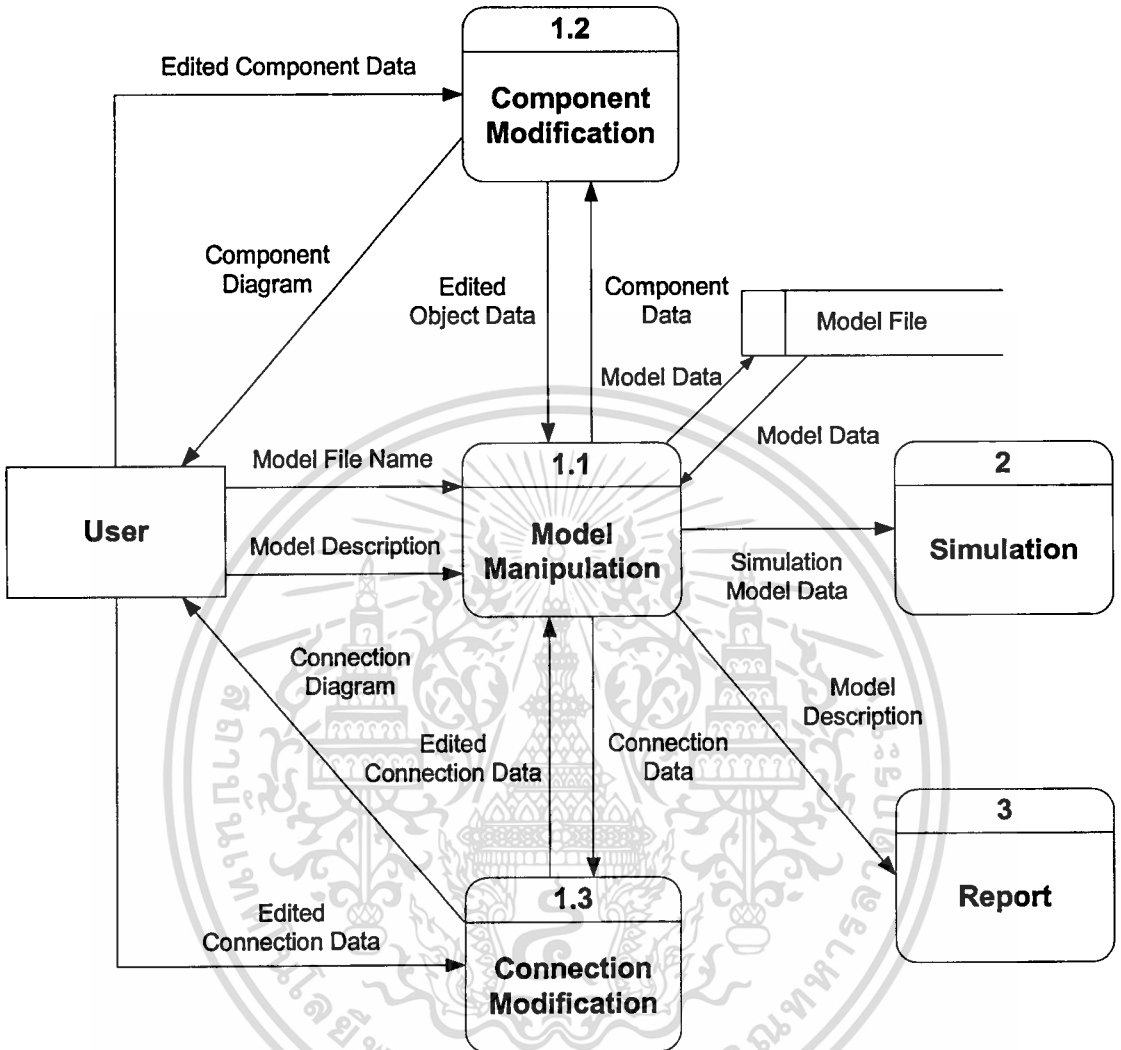 1.2
Component
Modification
Edited Component Data
Component
Diagram
Edited
Object Data
Component
Data
Model File
Model Data
Model Data
User
Model File Name
Model Description
1.1
Model
Manipulation
2
Simulation
Simulation
Model Data
Connection
Diagram
Edited
Connection Data
Connection
Data
Model
Description
3
Report
Edited
Connection Data
1.3
Connection
Modification